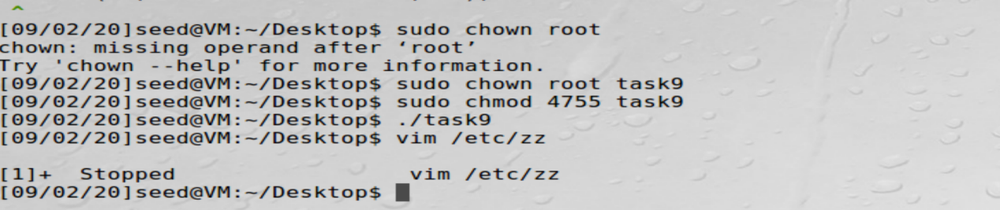 ^
[09/02/20]seed@VM:~/Desktop$ sudo chown root
chown: missing operand after ‘root’
Try 'chown --help' for more information.
[09/02/20]seed@VM:~/Desktop$ sudo chown root task9
[09/02/20]seed@VM:~/Desktop$ sudo chmod 4755 task9
[09/02/20]seed@VM:~/Desktop$ ./task9
[09/02/20]seed@VM:~/Desktop$ vim /etc/zz
[1]+  Stopped                 vim /etc/zz
[09/02/20]seed@VM:~/Desktop$